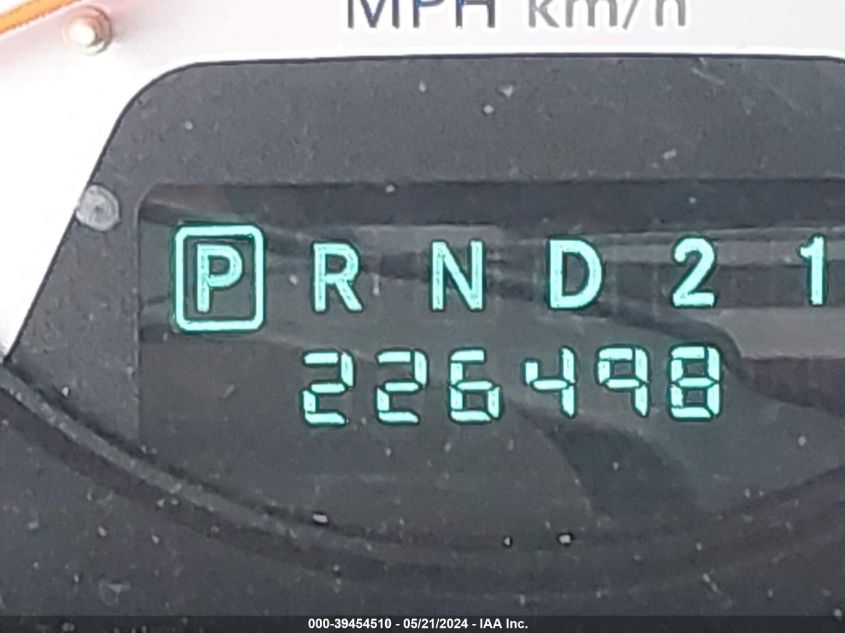 MPH km/h
P R N D 2 1
226498
000-39454510 - 05/21/2024 - IAA Inc.